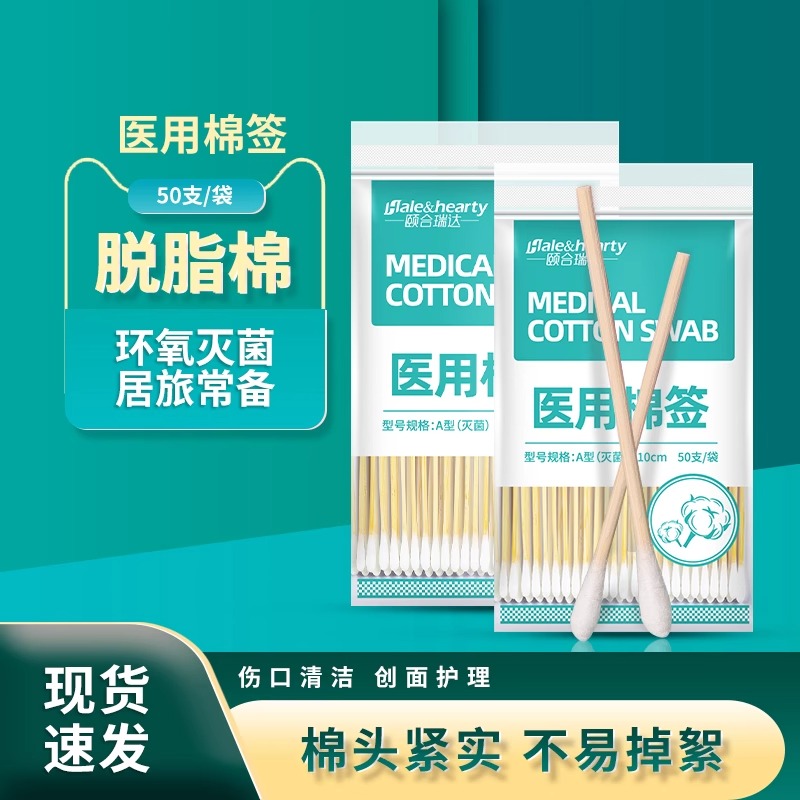 医用棉签
50支/袋
脱脂棉
环氧灭菌
居旅常备
Hale&hearty
颐合瑞达
MEDICA
COTTON
医用棉
型号规格:A型(灭菌)
Hale&hearty
颐合瑞
MEDICAL
COTTON SWAB
医用棉签
型号规格:A型(灭菌 10cm 50支/袋
现货
速发
伤口清洁 创面护理
棉头紧实 不易掉絮